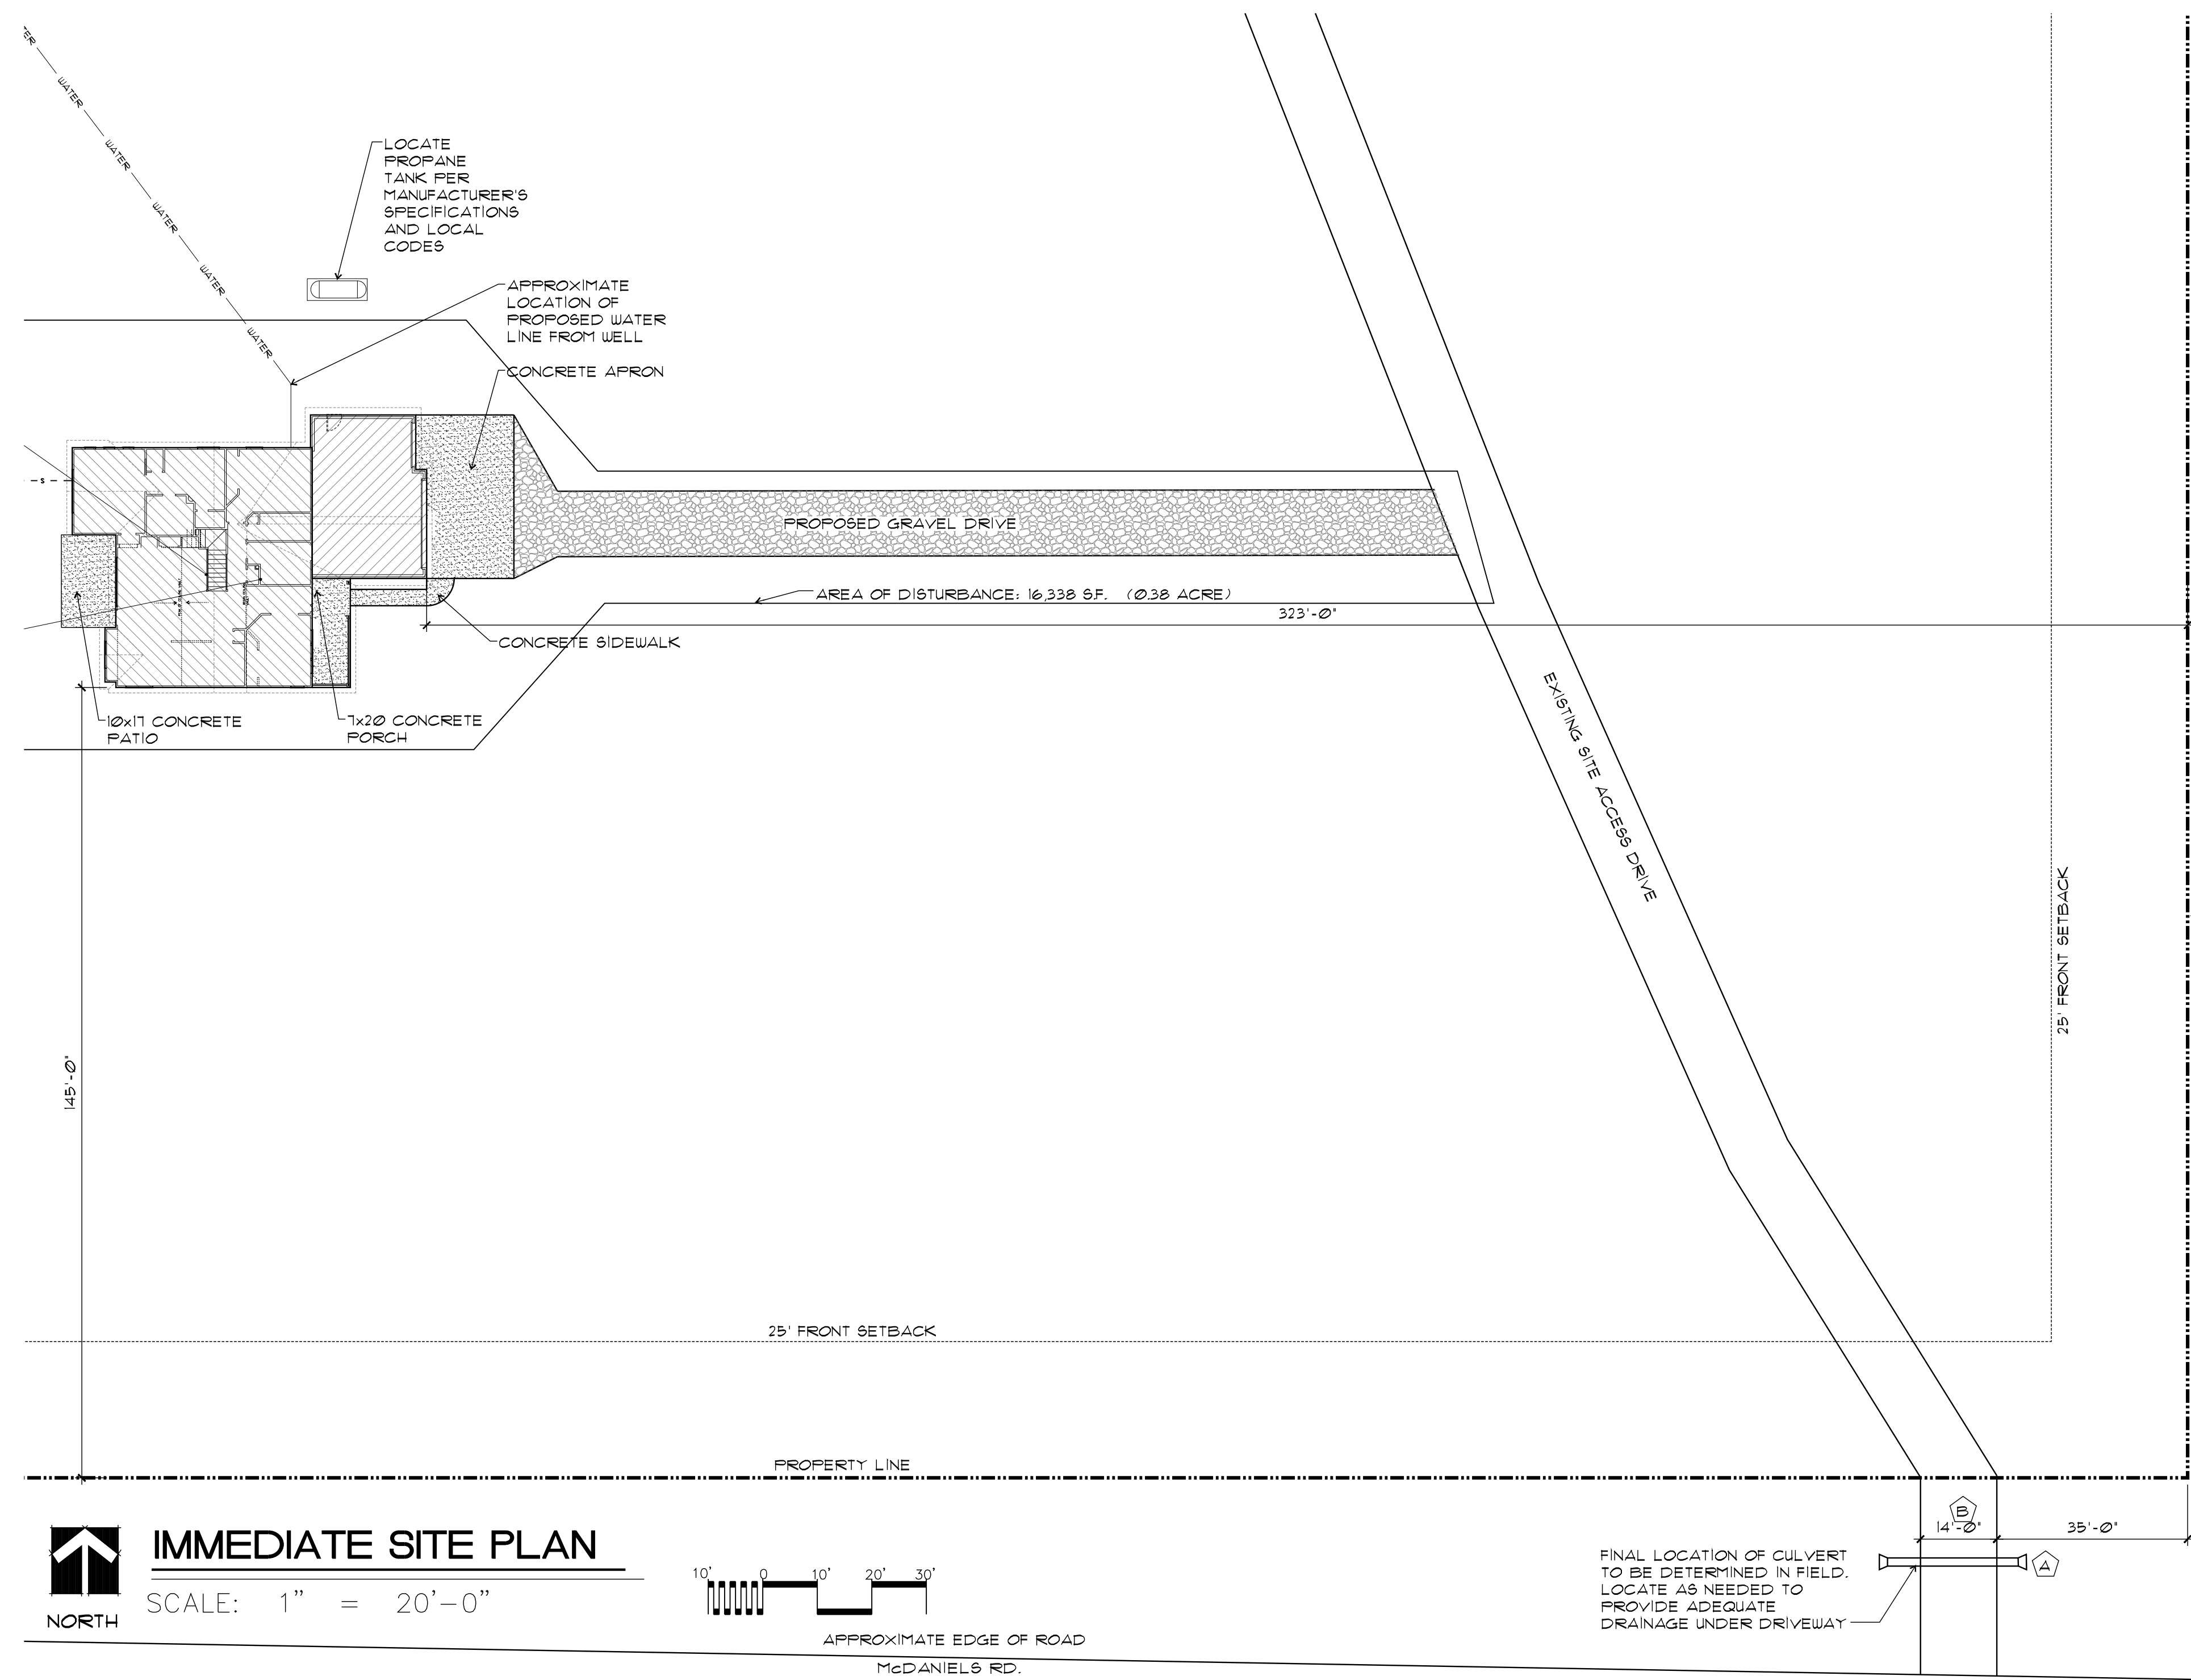 WATER
WATER
WATER
WATER
WATER
LOCATE
PROPANE
TANK PER
MANUFACTURER'S
SPECIFICATIONS
AND LOCAL
CODES
APPROXIMATE
LOCATION OF
PROPOSED WATER
LINE FROM WELL
CONCRETE APRON
S
PROPOSED GRAVEL DRIVE
AREA OF DISTURBANCE: 16,338 S.F. (0.38 ACRE)
323'-0"
CONCRETE SIDEWALK
10x17 CONCRETE
PATIO
7x20 CONCRETE
PORCH
EXISTING SITE ACCESS DRIVE
25' FRONT SETBACK
145'-0"
25' FRONT SETBACK
PROPERTY LINE
B
14'-0"
35'-0"
FINAL LOCATION OF CULVERT
TO BE DETERMINED IN FIELD.
LOCATE AS NEEDED TO
PROVIDE ADEQUATE
DRAINAGE UNDER DRIVEWAY
A
IMMEDIATE SITE PLAN
SCALE: 1" = 20'-0"
NORTH
10' 0 10' 20' 30'
APPROXIMATE EDGE OF ROAD
McDANIELS RD.